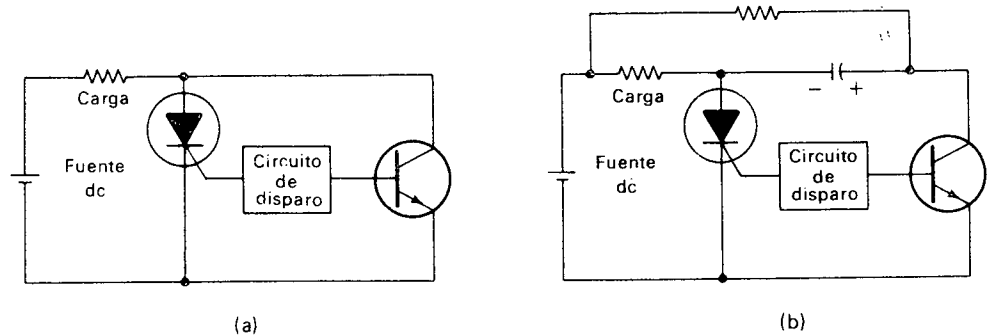 Carga
Fuente
dc
Circuito
de
disparo
(a)
Carga
− +
Fuente
dc
Circuito
de
disparo
(b)